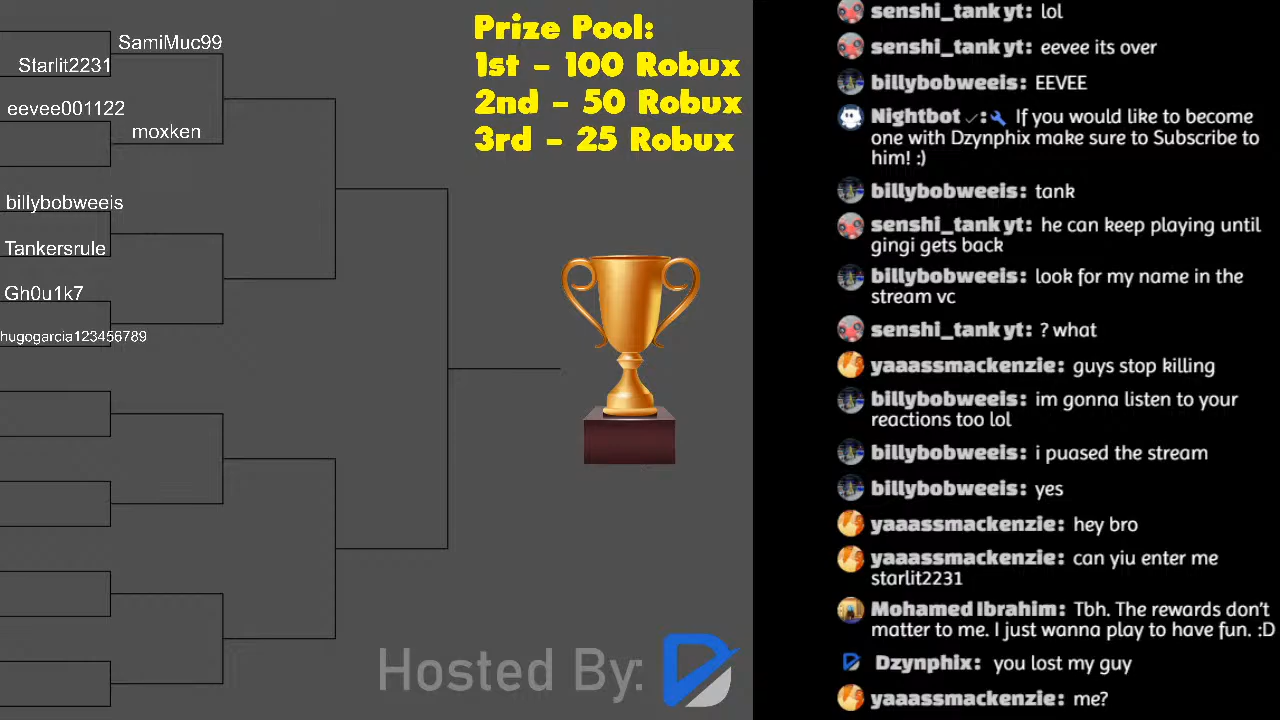 SamiMuc99
Starlit2231
eevee001122
moxken
billybobweeis
Tankersrule
Gh0u1k7
hugogarcia123456789
Prize Pool:
1st – 100 Robux
2nd – 50 Robux
3rd – 25 Robux
Hosted By:
senshi_tank yt: lol
senshi_tank yt: eevee its over
billybobweeis: EEVEE
Nightbot ✓: 🔧 If you would like to become
one with Dzynphix make sure to Subscribe to
him! :)
billybobweeis: tank
senshi_tank yt: he can keep playing until
gingi gets back
billybobweeis: look for my name in the
stream vc
senshi_tank yt: ? what
yaaassmackenzie: guys stop killing
billybobweeis: im gonna listen to your
reactions too lol
billybobweeis: i puased the stream
billybobweeis: yes
yaaassmackenzie: hey bro
yaaassmackenzie: can yiu enter me
starlit2231
Mohamed Ibrahim: Tbh. The rewards don't
matter to me. I just wanna play to have fun. :D
Dzynphix: you lost my guy
yaaassmackenzie: me?